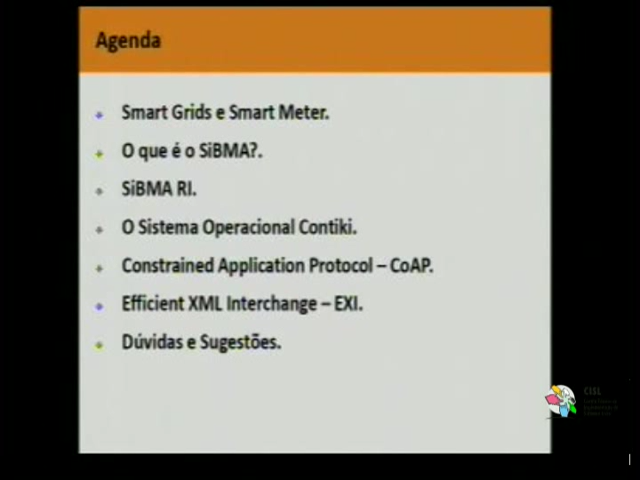 Agenda
Smart Grids e Smart Meter.
O que é o SiBMA?.
SiBMA RI.
O Sistema Operacional Contiki.
Constrained Application Protocol – CoAP.
Efficient XML Interchange – EXI.
Dúvidas e Sugestões.
CISL